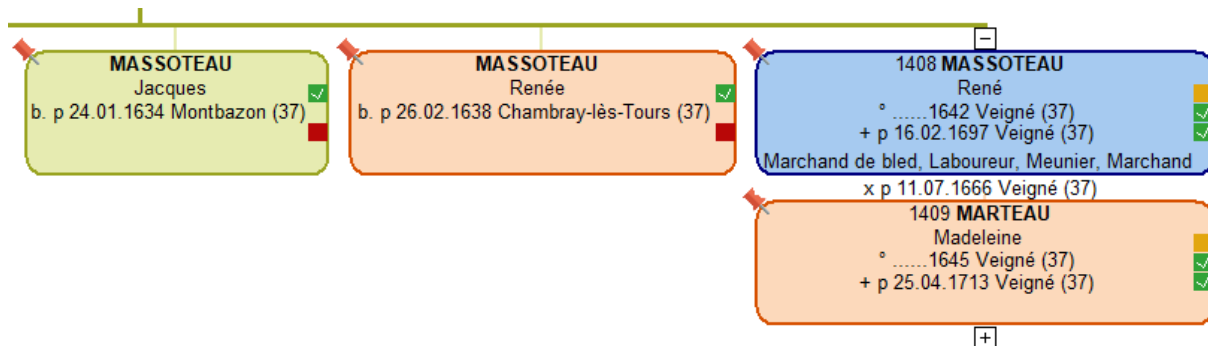 MASSOTEAU
Jacques
b. p 24.01.1634 Montbazon (37)
MASSOTEAU
Renée
b. p 26.02.1638 Chambray-lès-Tours (37)
1408 MASSOTEAU
René
° ......1642 Veigné (37)
+ p 16.02.1697 Veigné (37)
Marchand de bled, Laboureur, Meunier, Marchand
x p 11.07.1666 Veigné (37)
1409 MARTEAU
Madeleine
° ......1645 Veigné (37)
+ p 25.04.1713 Veigné (37)